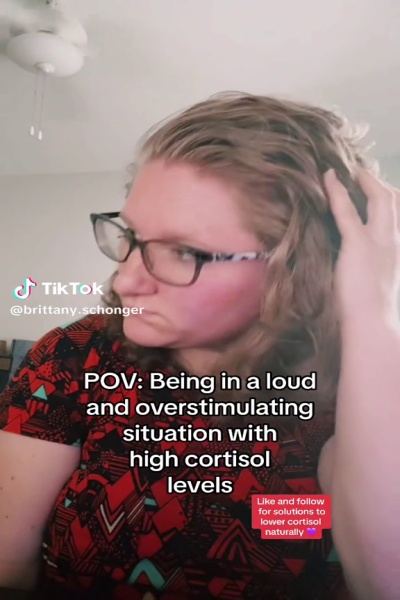 TikTok
@brittany.schonger
POV: Being in a loud
and overstimulating
situation with
high cortisol
levels
Like and follow
for solutions to
lower cortisol
naturally 💜